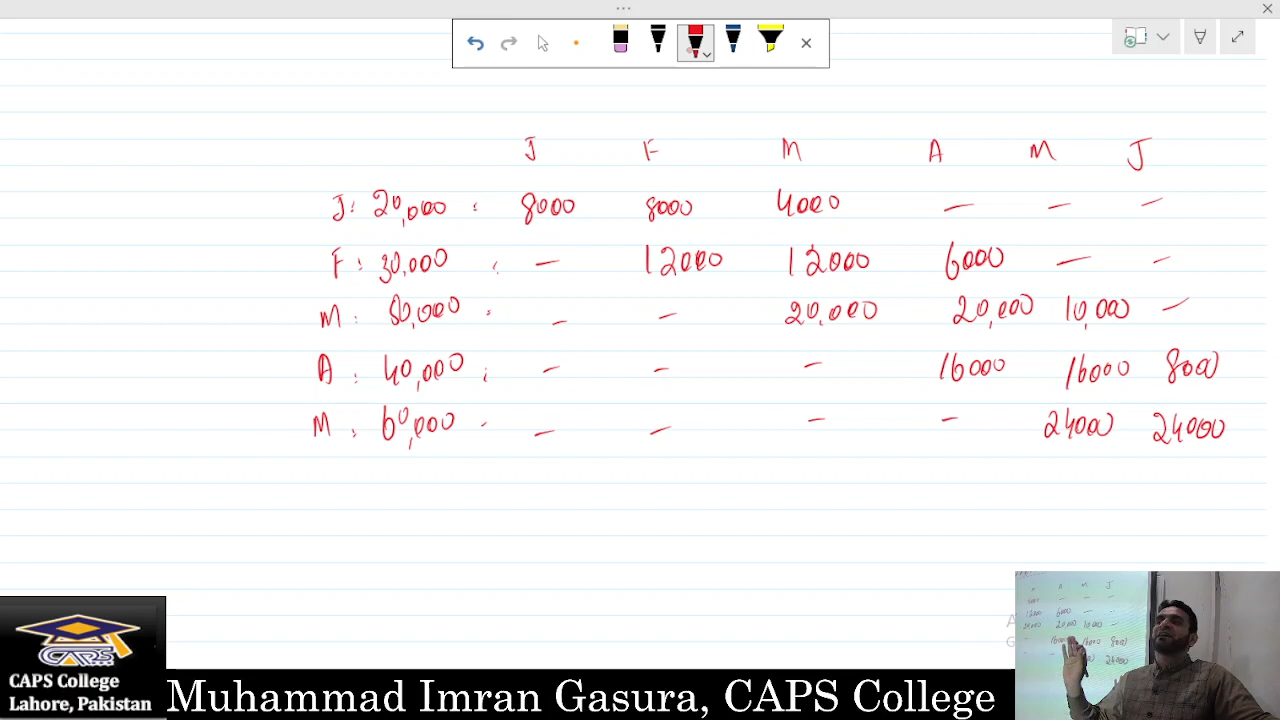 J F M A M J
J: 20,000 : 8000 8000 4000 — — —
F: 30,000 : — 12000 12000 6000 — —
M: 50,000 : — — 20,000 20,000 10,000 —
A: 40,000 : — — — 16000 16000 8000
M: 60,000 : — — — — 24000 24000
CAPS
CAPS College
Lahore, Pakistan
Muhammad Imran Gasura, CAPS College